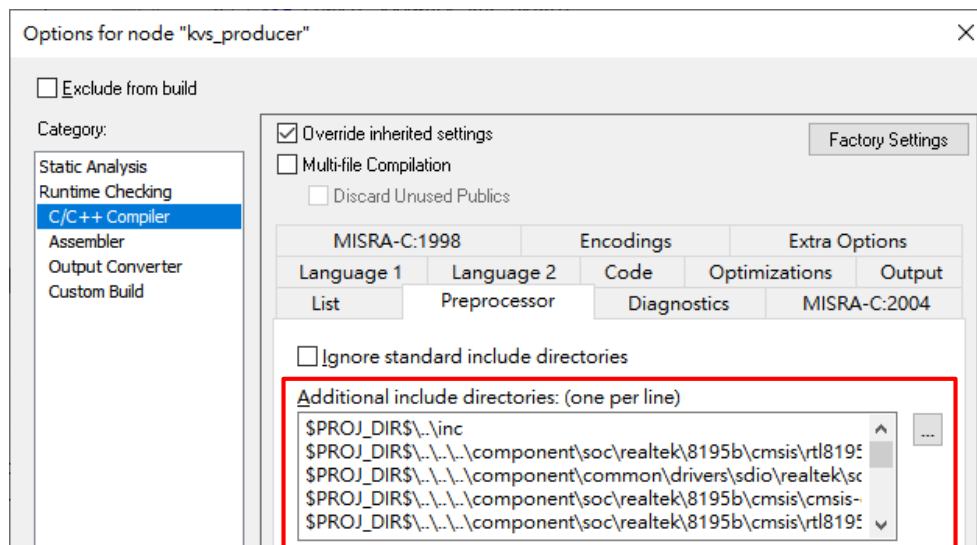 Options for node "kvs_producer"
Exclude from build
Category:
Static Analysis
Runtime Checking
C/C++ Compiler
Assembler
Output Converter
Custom Build
Override inherited settings
Factory Settings
Multi-file Compilation
Discard Unused Publics
MISRA-C:1998 Encodings Extra Options
Language 1 Language 2 Code Optimizations Output
List Preprocessor Diagnostics MISRA-C:2004
Ignore standard include directories
Additional include directories: (one per line)
$PROJ_DIR$\..\inc
$PROJ_DIR$\..\..\..\component\soc\realtek\8195b\cmsis\rtl8195
$PROJ_DIR$\..\..\..\component\common\drivers\sdio\realtek\sc
$PROJ_DIR$\..\..\..\component\soc\realtek\8195b\cmsis\cmsis-
$PROJ_DIR$\..\..\..\component\soc\realtek\8195b\cmsis\rtl8195
...